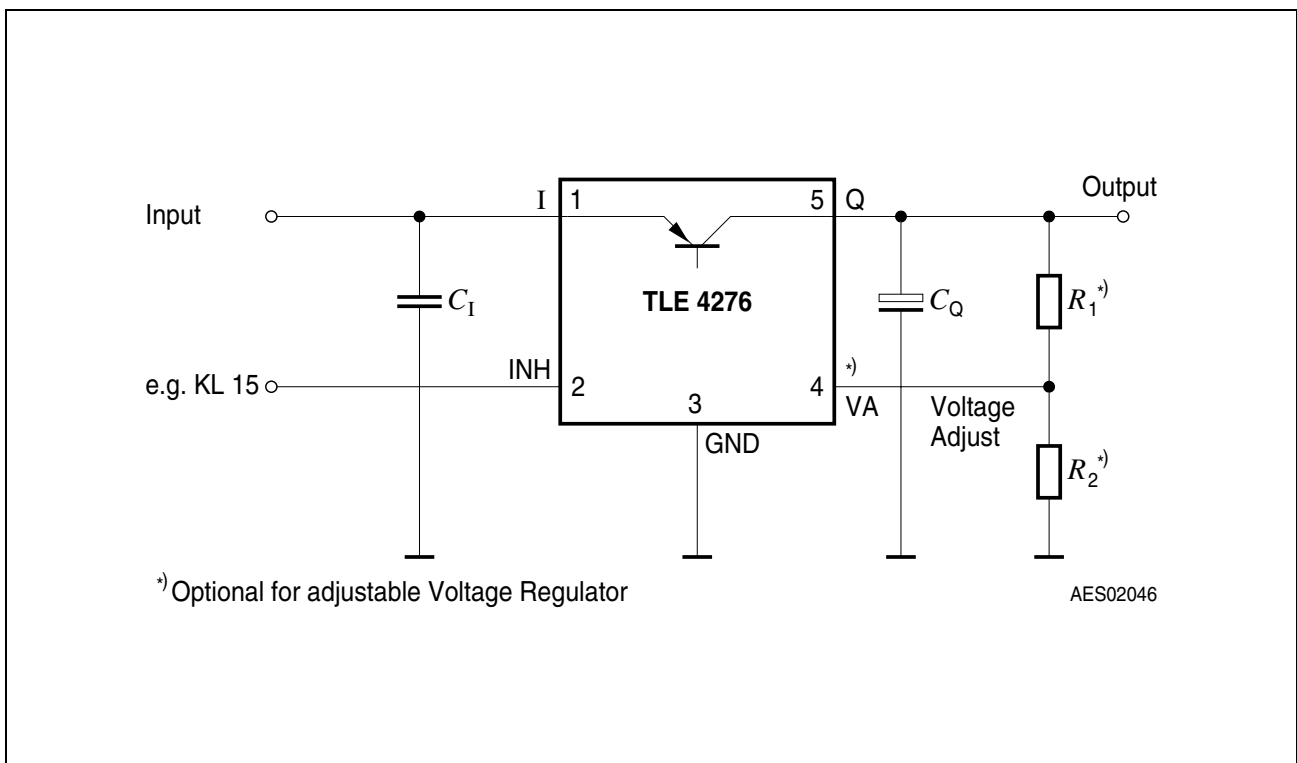 Output
I 1
5 Q
Input
TLE 4276
C_I
C_Q
R_1*)
e.g. KL 15
INH
2
3
GND
4
*)
VA
Voltage
Adjust
R_2*)
*) Optional for adjustable Voltage Regulator
AES02046